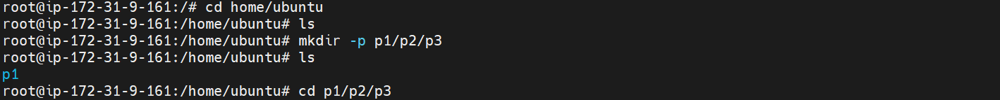 root@ip-172-31-9-161:/# cd home/ubuntu
root@ip-172-31-9-161:/home/ubuntu# ls
root@ip-172-31-9-161:/home/ubuntu# mkdir -p p1/p2/p3
root@ip-172-31-9-161:/home/ubuntu# ls
p1
root@ip-172-31-9-161:/home/ubuntu# cd p1/p2/p3